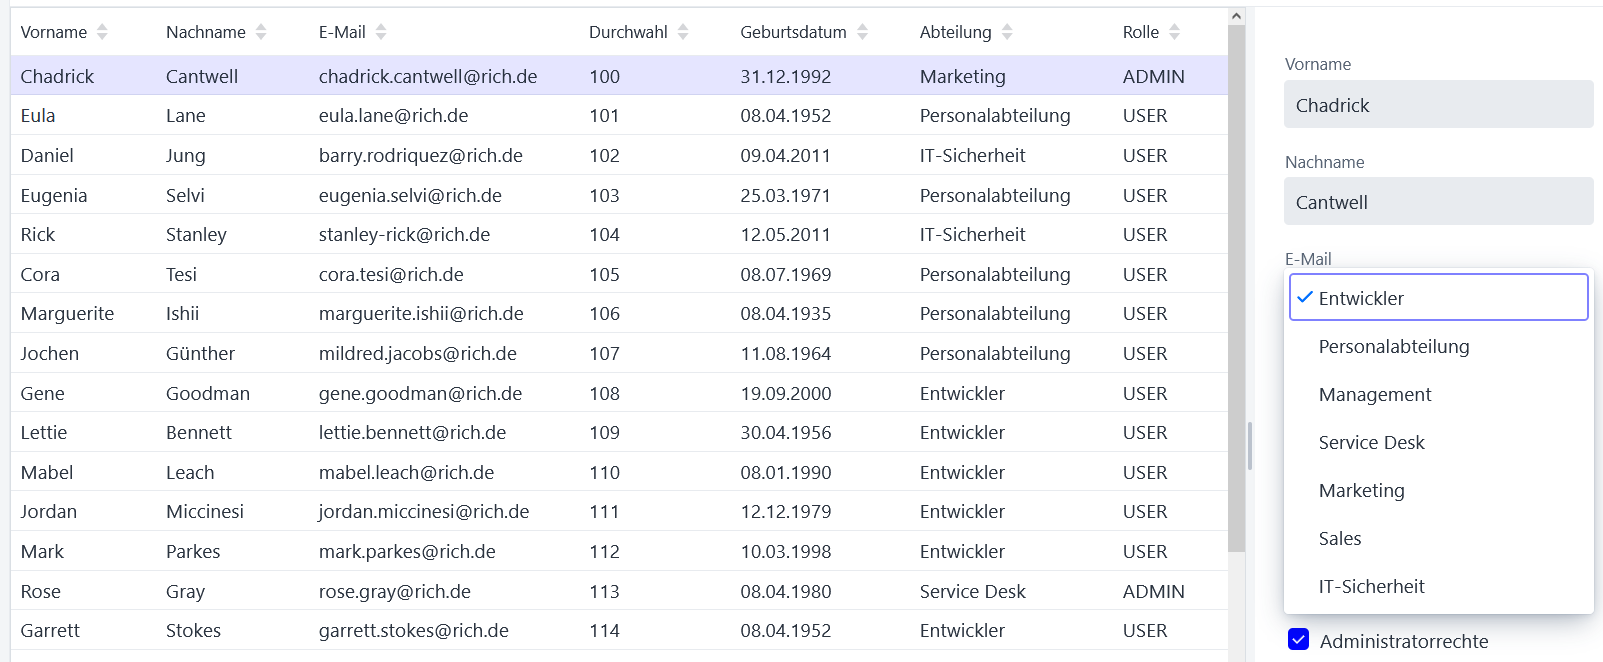 Vorname Nachname E-Mail Durchwahl Geburtsdatum Abteilung Rolle
Chadrick Cantwell chadrick.cantwell@rich.de 100 31.12.1992 Marketing ADMIN
Eula Lane eula.lane@rich.de 101 08.04.1952 Personalabteilung USER
Daniel Jung barry.rodriquez@rich.de 102 09.04.2011 IT-Sicherheit USER
Eugenia Selvi eugenia.selvi@rich.de 103 25.03.1971 Personalabteilung USER
Rick Stanley stanley-rick@rich.de 104 12.05.2011 IT-Sicherheit USER
Cora Tesi cora.tesi@rich.de 105 08.07.1969 Personalabteilung USER
Marguerite Ishii marguerite.ishii@rich.de 106 08.04.1935 Personalabteilung USER
Jochen Günther mildred.jacobs@rich.de 107 11.08.1964 Personalabteilung USER
Gene Goodman gene.goodman@rich.de 108 19.09.2000 Entwickler USER
Lettie Bennett lettie.bennett@rich.de 109 30.04.1956 Entwickler USER
Mabel Leach mabel.leach@rich.de 110 08.01.1990 Entwickler USER
Jordan Miccinesi jordan.miccinesi@rich.de 111 12.12.1979 Entwickler USER
Mark Parkes mark.parkes@rich.de 112 10.03.1998 Entwickler USER
Rose Gray rose.gray@rich.de 113 08.04.1980 Service Desk ADMIN
Garrett Stokes garrett.stokes@rich.de 114 08.04.1952 Entwickler USER
Vorname
Chadrick
Nachname
Cantwell
E-Mail
Entwickler
Personalabteilung
Management
Service Desk
Marketing
Sales
IT-Sicherheit
Administratorrechte